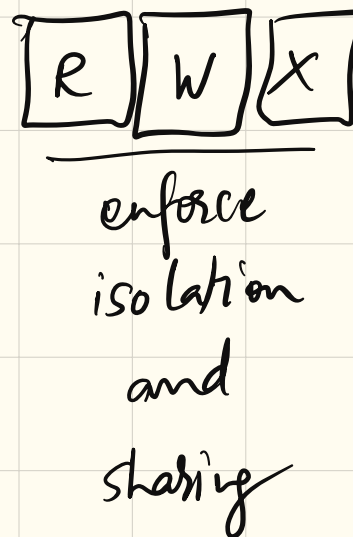 R W X
enforce
isolation
and
sharing